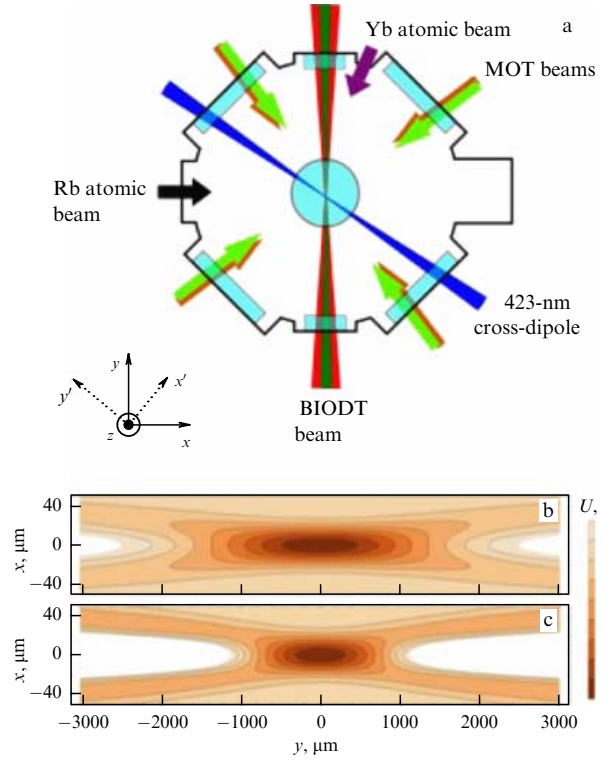 Yb atomic beam
a
MOT beams
Rb atomic
beam
423-nm
cross-dipole
BIODT
beam
y
y′
x′
z
x
b
U,
40
0
−40
x, μm
c
40
0
−40
x, μm
−3000
−2000
−1000
0
1000
2000
3000
y, μm